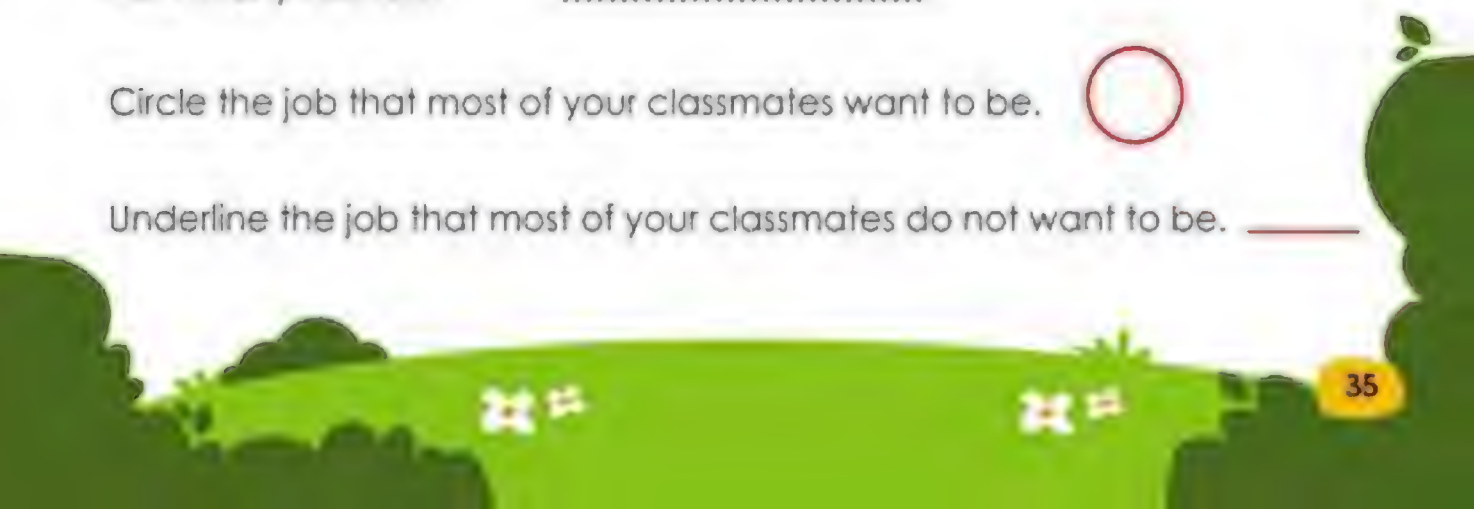 Circle the job that most of your classmates want to be.
Underline the job that most of your classmates do not want to be.
35